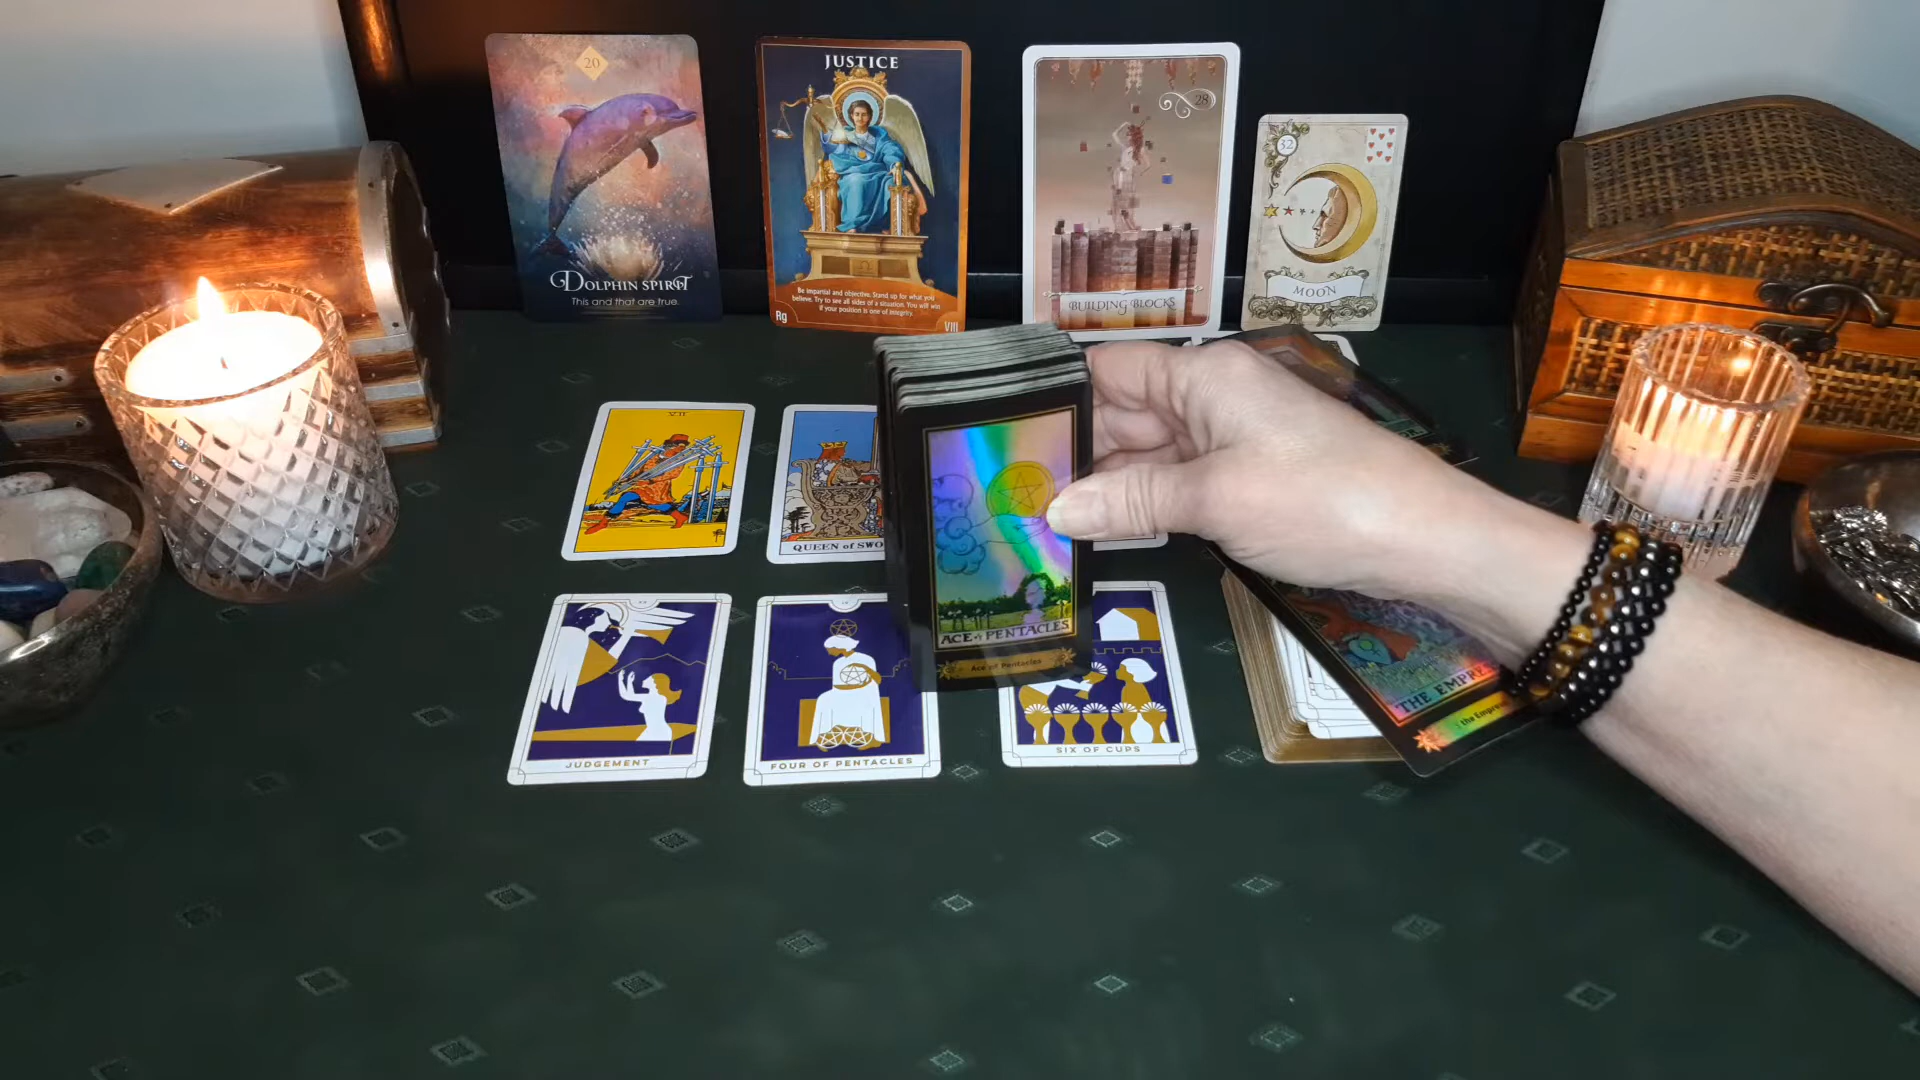 20
DOLPHIN SPIRIT
This and that are true.
JUSTICE
Be impartial and objective. Stand up for what you
believe. Try to see all sides of a situation. You will win
if your position is one of integrity.
Rg
VIII
28
BUILDING BLOCKS
32
MOON
VII
QUEEN of SWO
ACE of PENTACLES
Ace of Pentacles
JUDGEMENT
FOUR OF PENTACLES
SIX OF CUPS
THE EMPRE
the Empre